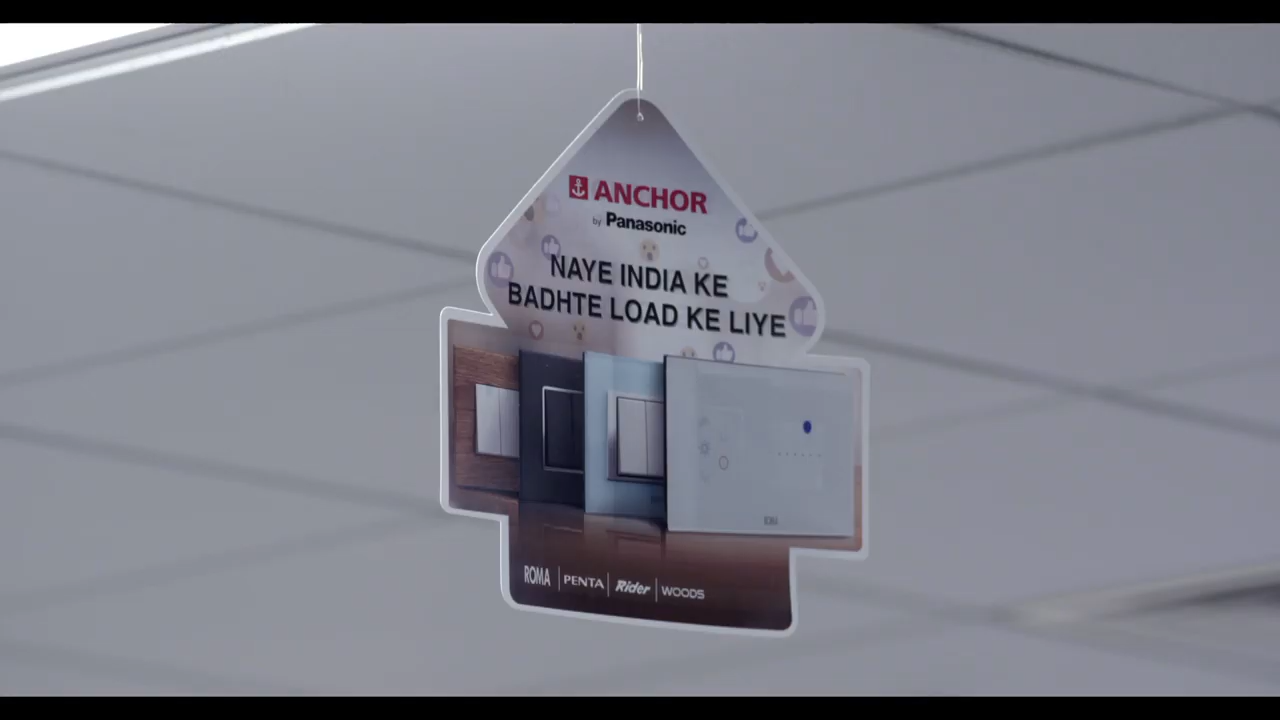 ANCHOR
by Panasonic
NAYE INDIA KE
BADHTE LOAD KE LIYE
ROMA | PENTA | Rider | WOODS